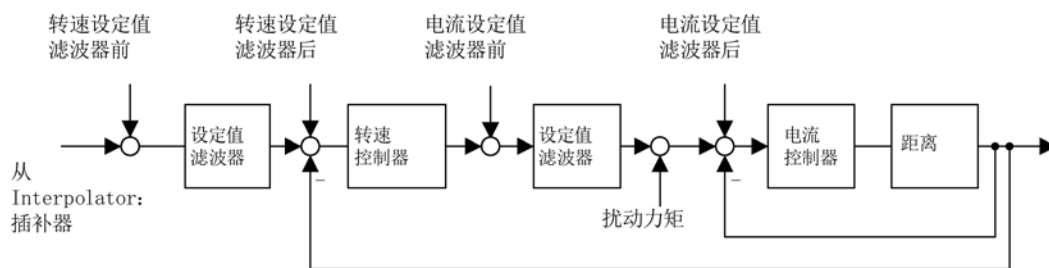 转速设定值
滤波器前
转速设定值
滤波器后
电流设定值
滤波器前
电流设定值
滤波器后
设定值
滤波器
转速
控制器
设定值
滤波器
电流
控制器
距离
从
Interpolator:
插补器
扰动力矩